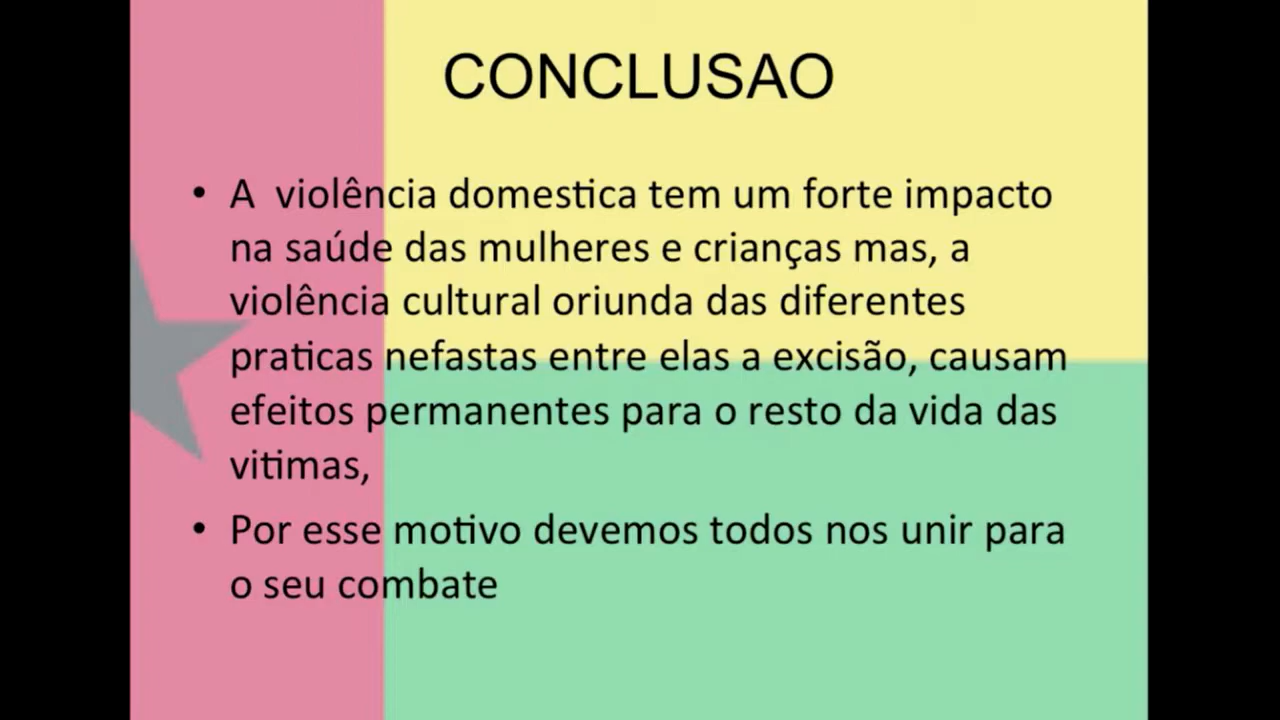 CONCLUSAO
• A  violência domestica tem um forte impacto
na saúde das mulheres e crianças mas, a
violência cultural oriunda das diferentes
praticas nefastas entre elas a excisão, causam
efeitos permanentes para o resto da vida das
vitimas,
• Por esse motivo devemos todos nos unir para
o seu combate